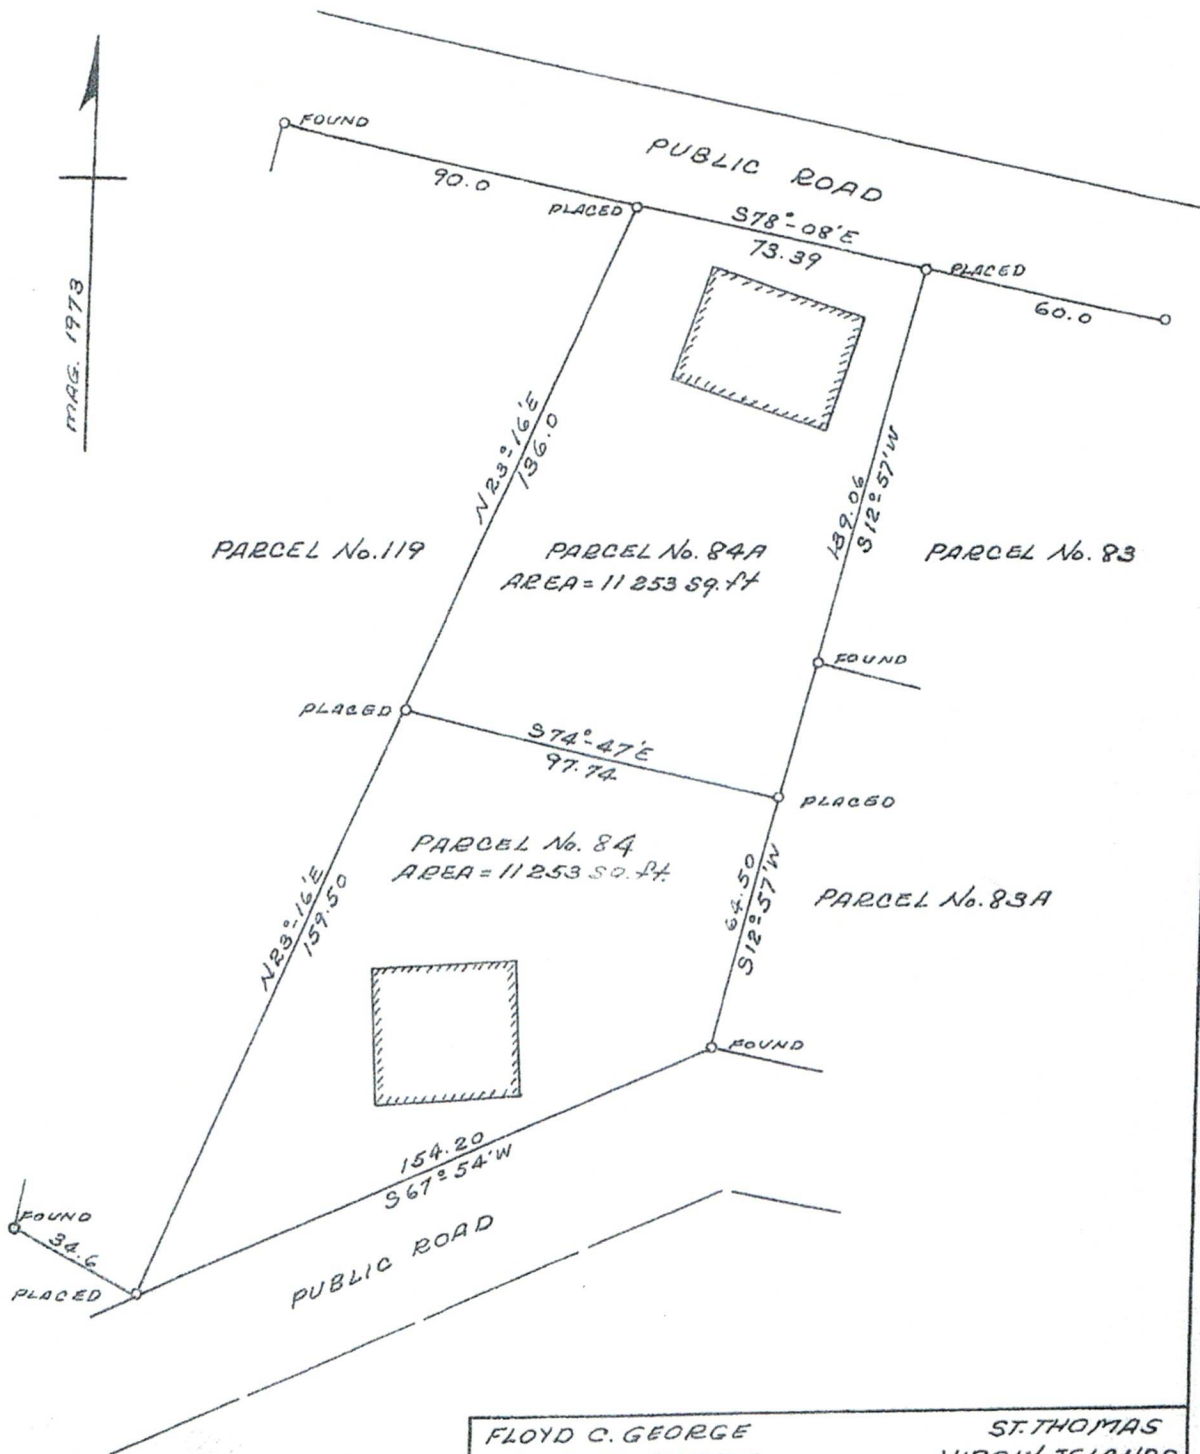 FOUND
PUBLIC ROAD
90.0
PLACED
S78°-08'E
73.39
PLACED
60.0
MAG. 1973
N23°-16'E
136.0
139.06
S12°-57'W
PARCEL No.119
PARCEL No. 84A
AREA = 11 253 Sq.ft
PARCEL No. 83
FOUND
PLACED
S74°-47'E
97.74
PLACED
PARCEL No. 84
AREA = 11 253 SQ.ft.
N23°-16'E
159.50
64.50
S12°-57'W
PARCEL No.83A
FOUND
154.20
S67°-54'W
FOUND
34.6
PLACED
PUBLIC ROAD
FLOYD C. GEORGE
ST. THOMAS